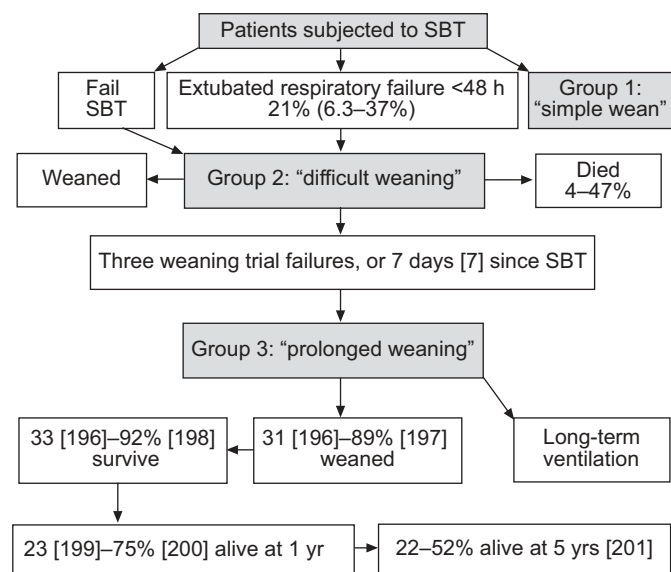 Patients subjected to SBT
Fail
SBT
Extubated respiratory failure <48 h
21% (6.3–37%)
Group 1:
“simple wean”
Weaned
Group 2: “difficult weaning”
Died
4–47%
Three weaning trial failures, or 7 days [7] since SBT
Group 3: “prolonged weaning”
33 [196]–92% [198]
survive
31 [196]–89% [197]
weaned
Long-term
ventilation
23 [199]–75% [200] alive at 1 yr
22–52% alive at 5 yrs [201]